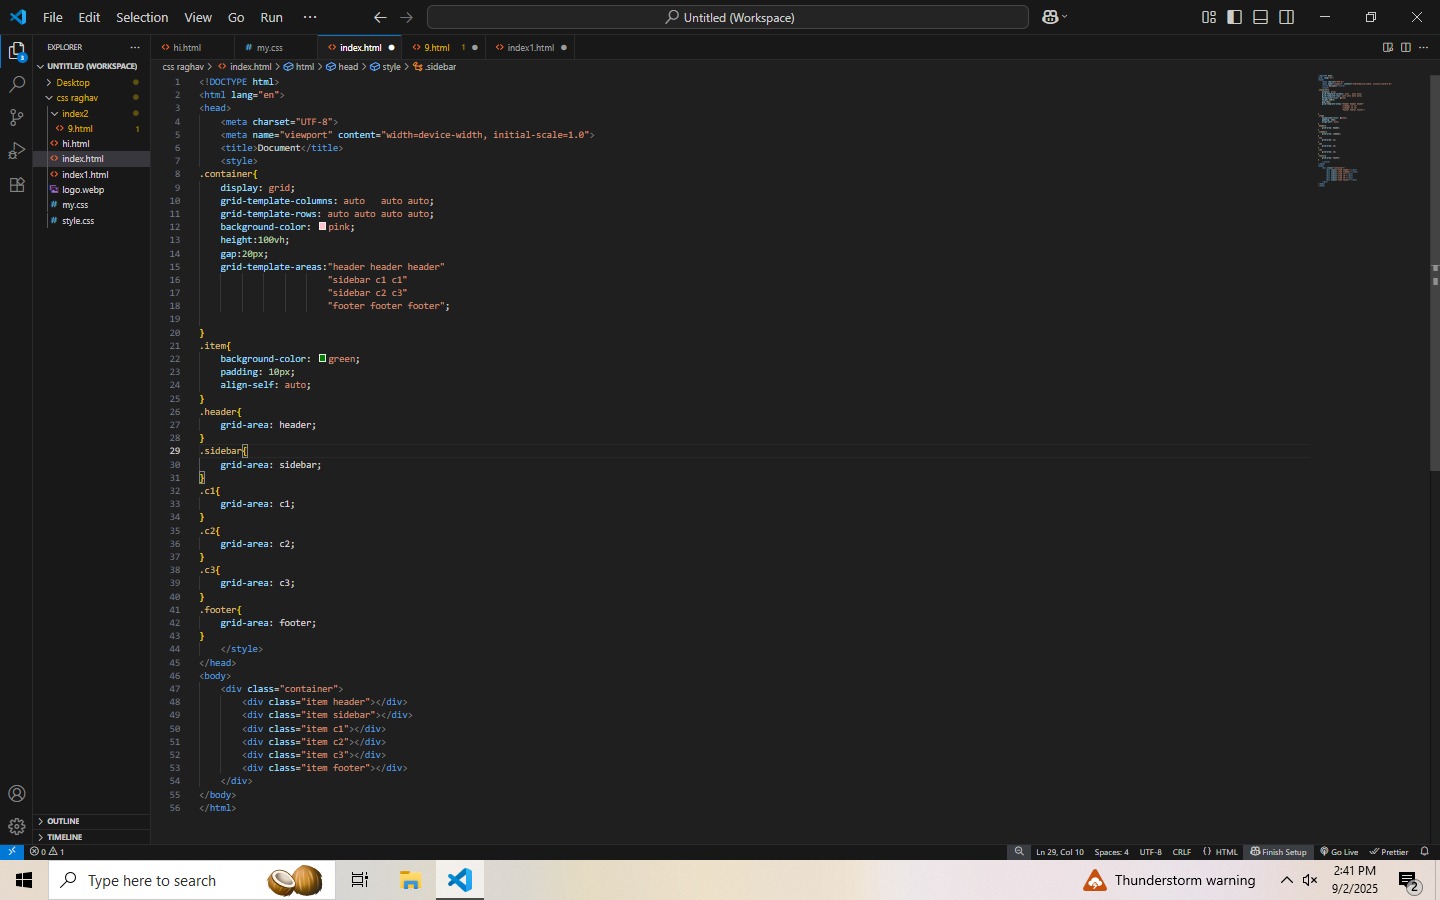 File Edit Selection View Go Run ··· Untitled (Workspace)
EXPLORER ···
UNTITLED (WORKSPACE)
Desktop
css raghav
index2
9.html 1
hi.html
index.html
index1.html
logo.webp
my.css
style.css
OUTLINE
TIMELINE
hi.html my.css index.html 9.html 1 index1.html
css raghav > index.html > html > head > style > .sidebar
1 <!DOCTYPE html>
2 <html lang="en">
3 <head>
4 <meta charset="UTF-8">
5 <meta name="viewport" content="width=device-width, initial-scale=1.0">
6 <title>Document</title>
7 <style>
8 .container{
9 display: grid;
10 grid-template-columns: auto   auto auto;
11 grid-template-rows: auto auto auto auto;
12 background-color: pink;
13 height:100vh;
14 gap:20px;
15 grid-template-areas:"header header header"
16 "sidebar c1 c1"
17 "sidebar c2 c3"
18 "footer footer footer";
19
20 }
21 .item{
22 background-color: green;
23 padding: 10px;
24 align-self: auto;
25 }
26 .header{
27 grid-area: header;
28 }
29 .sidebar{
30 grid-area: sidebar;
31 }
32 .c1{
33 grid-area: c1;
34 }
35 .c2{
36 grid-area: c2;
37 }
38 .c3{
39 grid-area: c3;
40 }
41 .footer{
42 grid-area: footer;
43 }
44 </style>
45 </head>
46 <body>
47 <div class="container">
48 <div class="item header"></div>
49 <div class="item sidebar"></div>
50 <div class="item c1"></div>
51 <div class="item c2"></div>
52 <div class="item c3"></div>
53 <div class="item footer"></div>
54 </div>
55 </body>
56 </html>
0 1 Ln 29, Col 10 Spaces: 4 UTF-8 CRLF {} HTML Finish Setup Go Live Prettier
Type here to search Thunderstorm warning 2:41 PM
9/2/2025 2